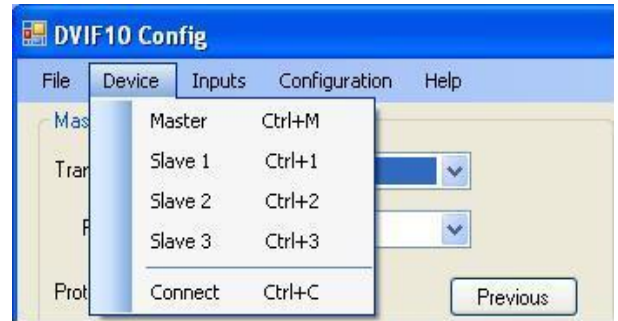 DVIF10 Config
File Device Inputs Configuration Help
Master Ctrl+M
Slave 1 Ctrl+1
Slave 2 Ctrl+2
Slave 3 Ctrl+3
Connect Ctrl+C
Previous